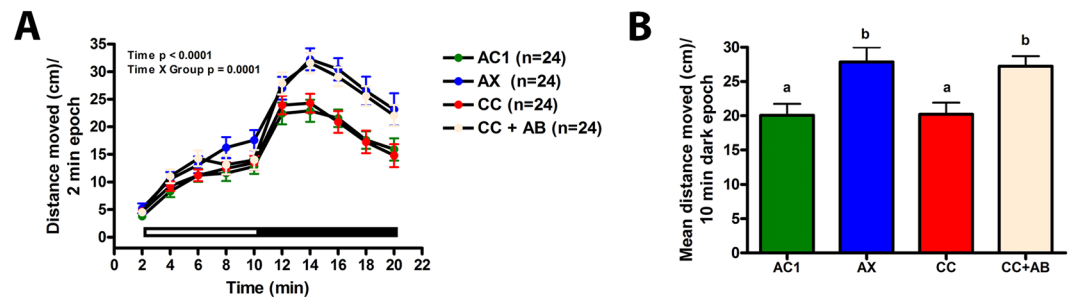 A
Time p < 0.0001
Time X Group p = 0.0001
Distance moved (cm)/
2 min epoch
35
30
25
20
15
10
5
0
0 2 4 6 8 10 12 14 16 18 20 22
Time (min)
AC1 (n=24)
AX (n=24)
CC (n=24)
CC + AB (n=24)
B
Mean distance moved (cm)/
10 min dark epoch
30
25
20
15
10
5
0
a b a b
AC1 AX CC CC+AB